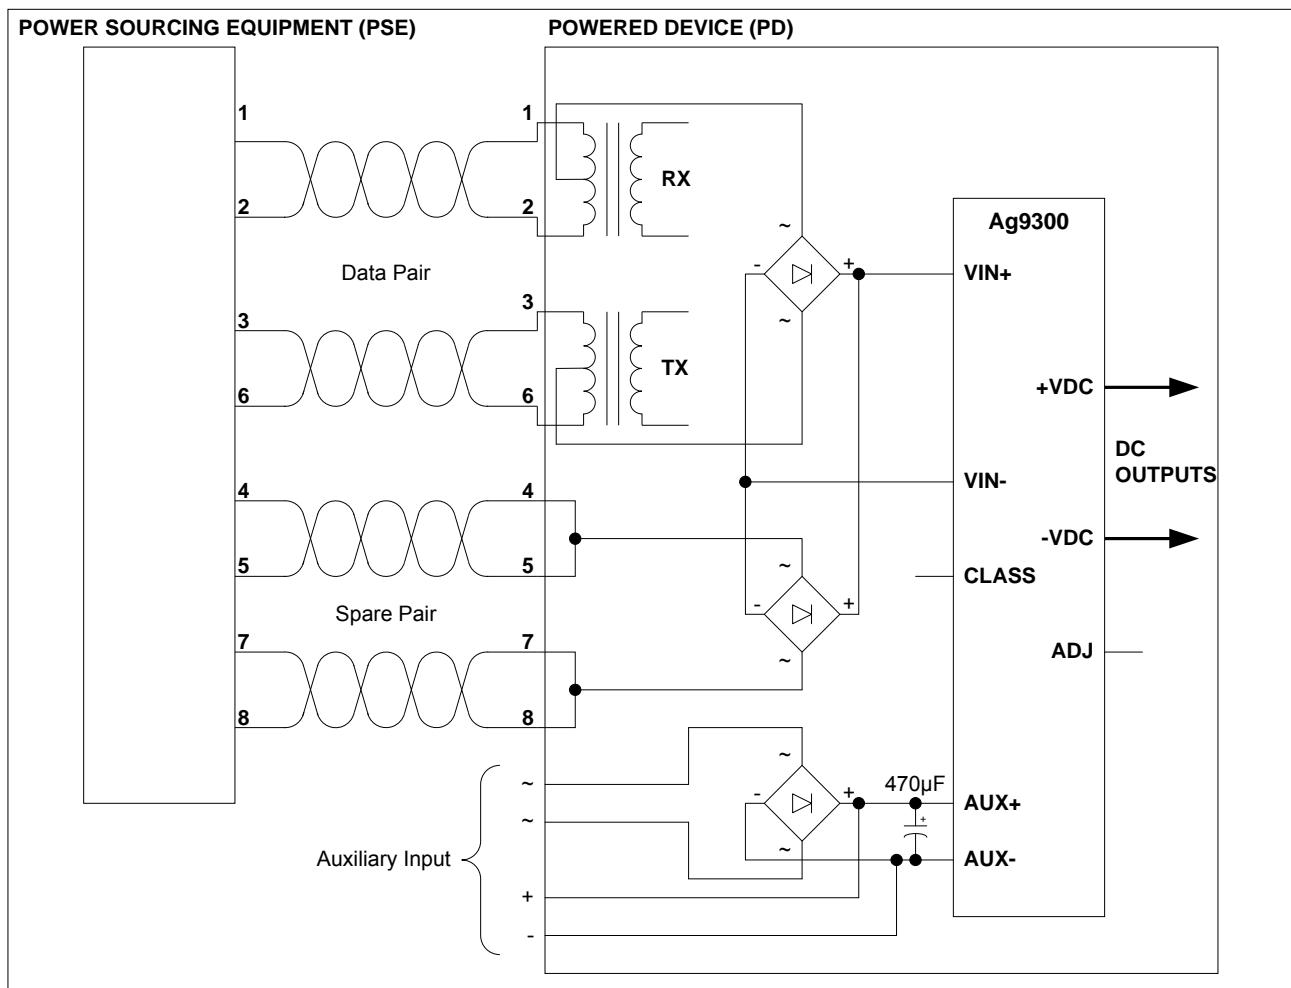 POWER SOURCING EQUIPMENT (PSE)
POWERED DEVICE (PD)
1
1
2
2
RX
Data Pair
3
3
6
6
TX
~
-
+
~
Ag9300
VIN+
+VDC
DC
OUTPUTS
VIN-
-VDC
CLASS
ADJ
4
4
5
5
Spare Pair
7
7
8
8
~
-
+
~
Auxiliary Input
~
~
+
-
~
-
+
~
470µF
+
AUX+
AUX-